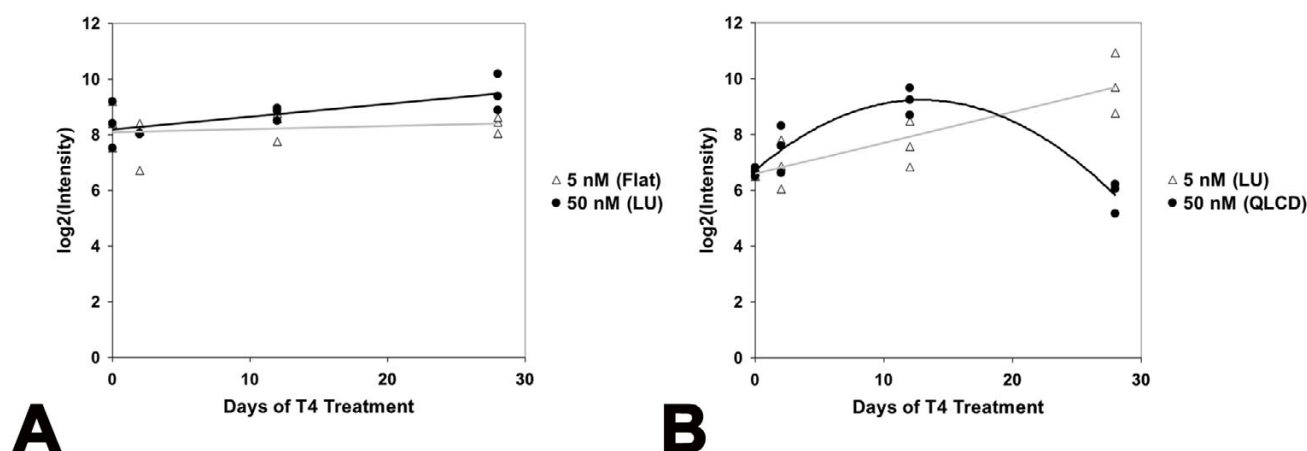 12
10
8
6
4
2
0
log2(Intensity)
0
10
20
30
Days of T4 Treatment
△ 5 nM (Flat)
● 50 nM (LU)
A
12
10
8
6
4
2
0
log2(Intensity)
0
10
20
30
Days of T4 Treatment
△ 5 nM (LU)
● 50 nM (QLCD)
B